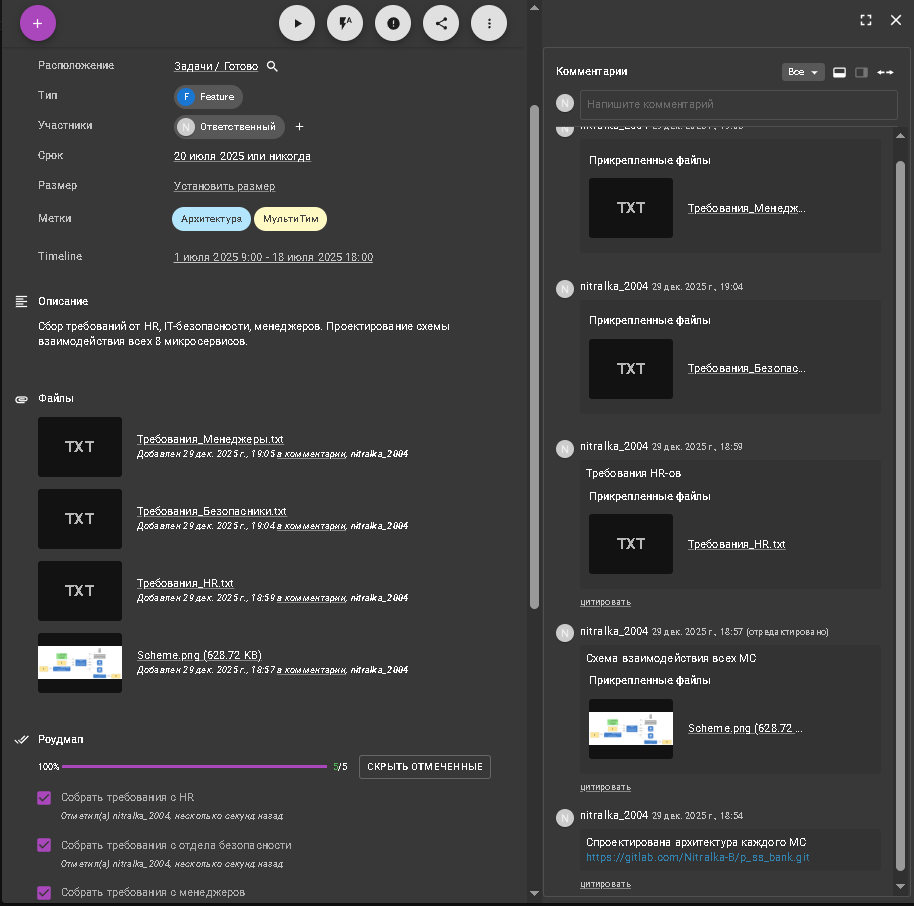 Расположение
Задачи / Готово
Тип
F Feature
Участники
N Ответственный +
Срок
20 июля 2025 или никогда
Размер
Установить размер
Метки
Архитектура
МультиТим
Timeline
1 июля 2025 9:00 - 18 июля 2025 18:00
Описание
Сбор требований от HR, IT-безопасности, менеджеров. Проектирование схемы
взаимодействия всех 8 микросервисов.
Файлы
TXT
Требования_Менеджеры.txt
Добавлен 29 дек. 2025 г., 19:05 в комментарии, nitralka_2004
TXT
Требования_Безопасники.txt
Добавлен 29 дек. 2025 г., 19:04 в комментарии, nitralka_2004
TXT
Требования_HR.txt
Добавлен 29 дек. 2025 г., 18:59 в комментарии, nitralka_2004
Scheme.png (628.72 KB)
Добавлен 29 дек. 2025 г., 18:57 в комментарии, nitralka_2004
Роудмап
100%
5/5
СКРЫТЬ ОТМЕЧЕННЫЕ
Собрать требования с HR
Отметил(а) nitralka_2004, несколько секунд назад
Собрать требования с отдела безопасности
Отметил(а) nitralka_2004, несколько секунд назад
Собрать требования с менеджеров
Комментарии
Все
N
Напишите комментарий
N
Прикрепленные файлы
TXT
Требования_Менедж...
N
nitralka_2004 29 дек. 2025 г., 19:04
Прикрепленные файлы
TXT
Требования_Безопас...
N
nitralka_2004 29 дек. 2025 г., 18:59
Требования HR-ов
Прикрепленные файлы
TXT
Требования_HR.txt
цитировать
N
nitralka_2004 29 дек. 2025 г., 18:57 (отредактировано)
Схема взаимодействия всех МС
Прикрепленные файлы
Scheme.png (628.72 ...
цитировать
N
nitralka_2004 29 дек. 2025 г., 18:54
Спроектирована архитектура каждого МС
https://gitlab.com/Nitralka-B/p_ss_bank.git
цитировать